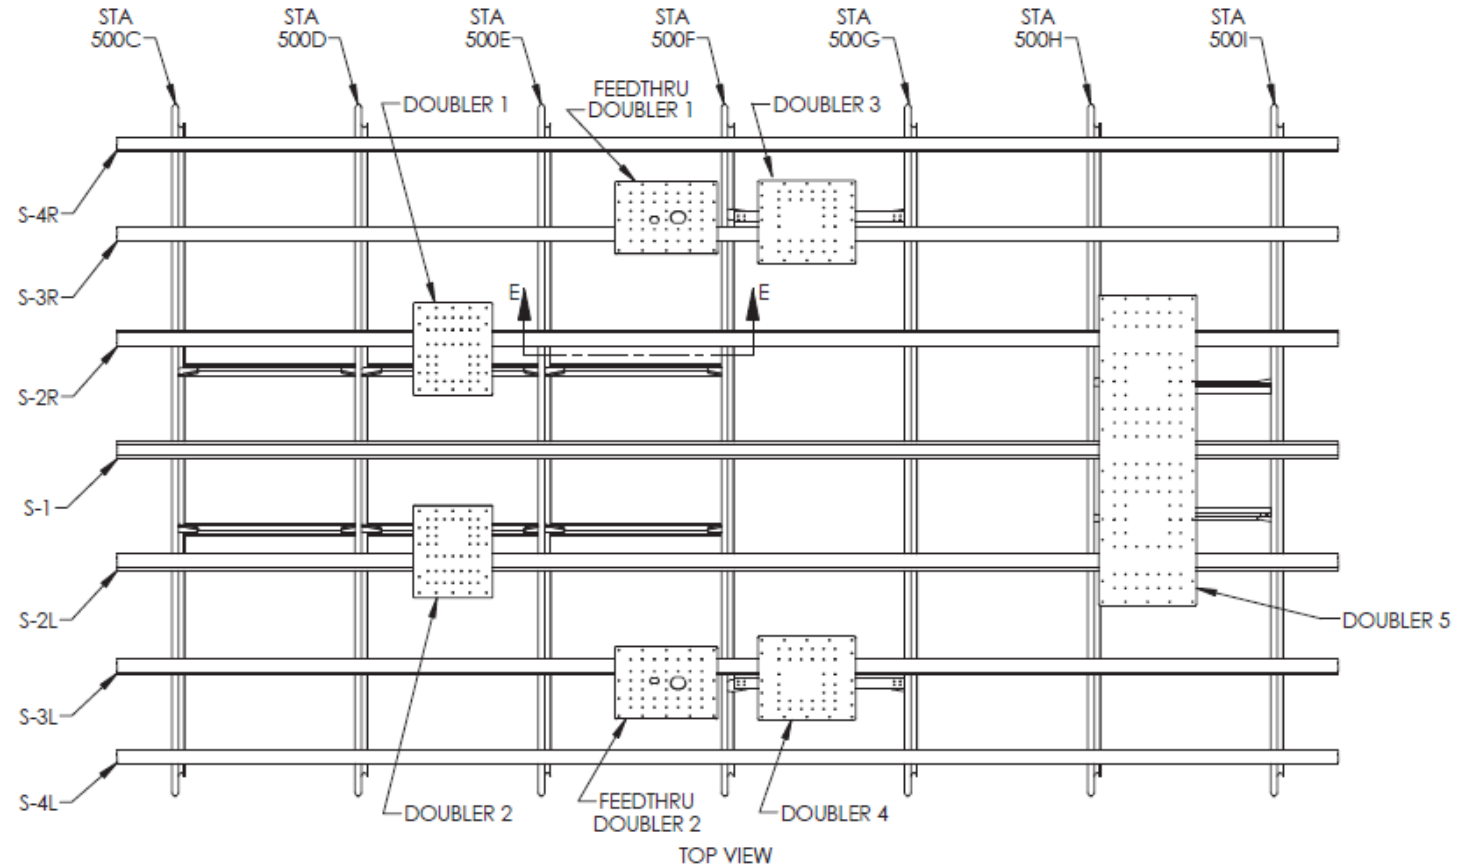 STA
500C
STA
500D
STA
500E
STA
500F
STA
500G
STA
500H
STA
500I
DOUBLER 1
FEEDTHRU
DOUBLER 1
DOUBLER 3
S-4R
S-3R
E
E
S-2R
S-1
S-2L
DOUBLER 5
S-3L
S-4L
DOUBLER 2
FEEDTHRU
DOUBLER 2
DOUBLER 4
TOP VIEW